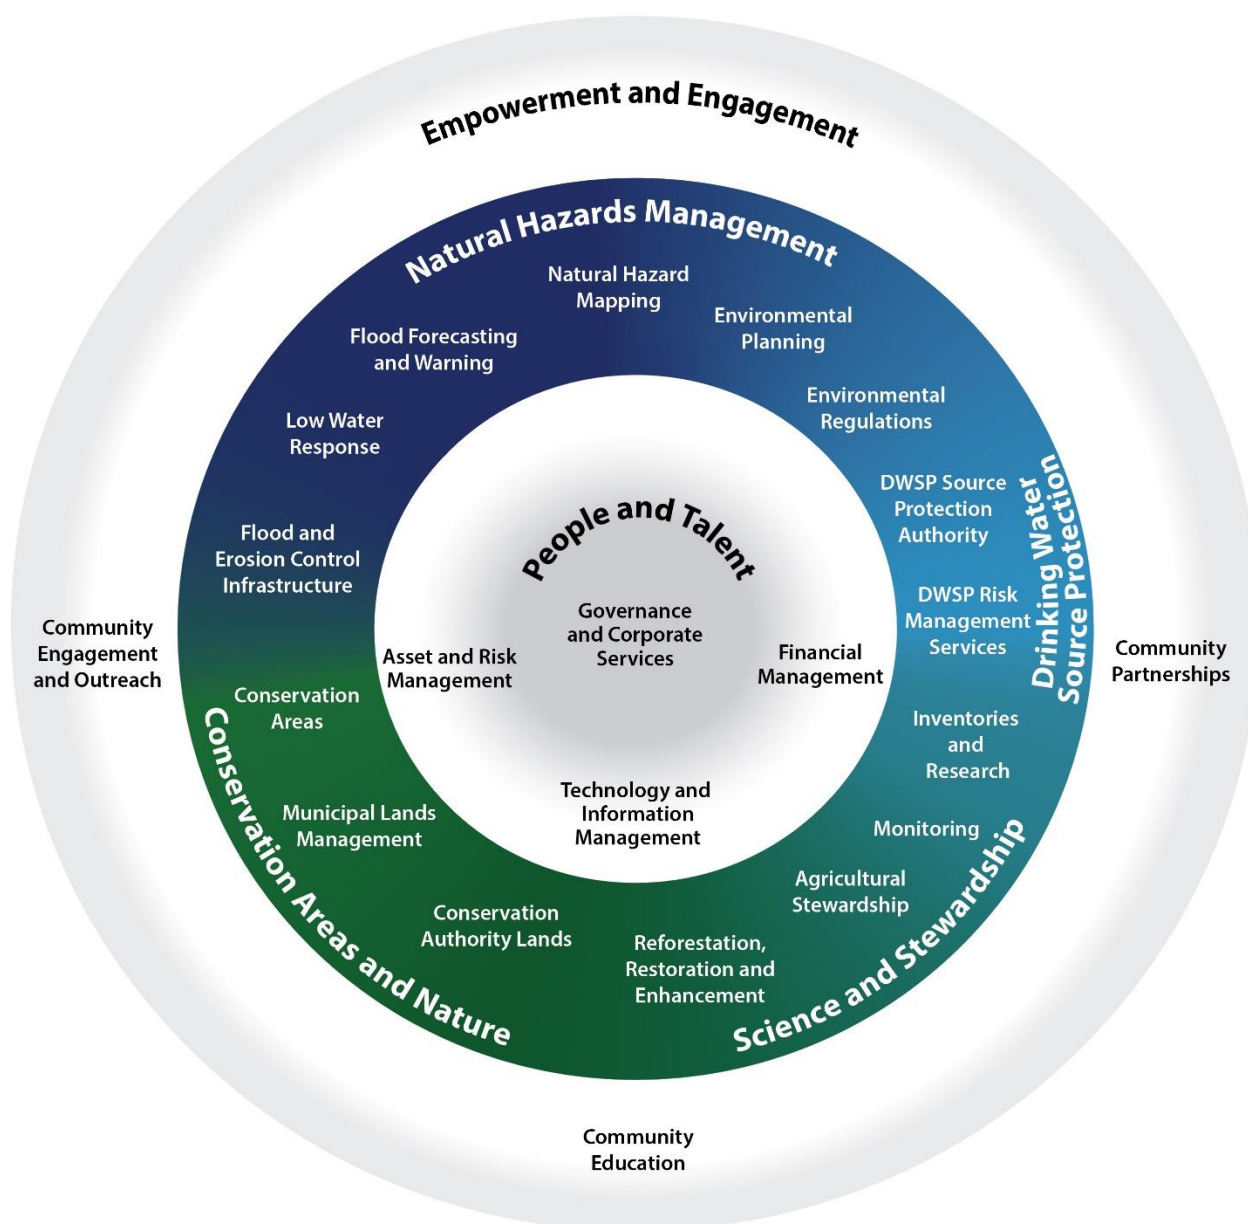 Empowerment and Engagement
Natural Hazards Management
Natural Hazard
Mapping
Environmental
Planning
Flood Forecasting
and Warning
Environmental
Regulations
Low Water
Response
DWSP Source
Protection
Authority
Drinking Water
Source Protection
Flood and
Erosion Control
Infrastructure
DWSP Risk
Management
Services
People and Talent
Governance
and Corporate
Services
Asset and Risk
Management
Financial
Management
Technology and
Information
Management
Community
Engagement
and Outreach
Community
Partnerships
Conservation
Areas
Inventories
and
Research
Municipal Lands
Management
Monitoring
Agricultural
Stewardship
Conservation
Authority Lands
Reforestation,
Restoration and
Enhancement
Conservation Areas and Nature
Science and Stewardship
Community
Education